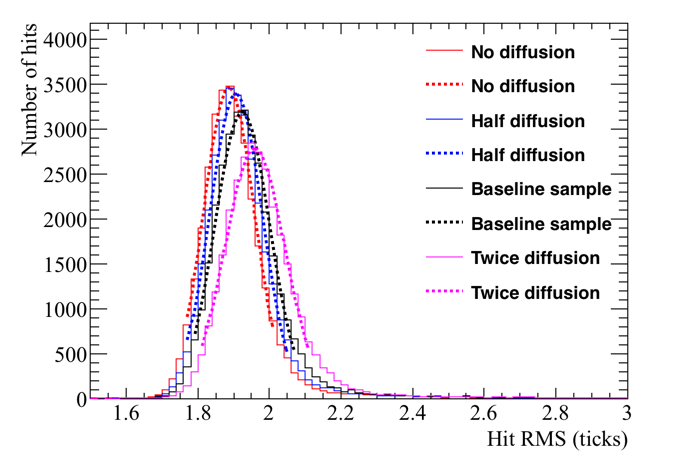 Number of hits
4000
3500
3000
2500
2000
1500
1000
500
0
No diffusion
No diffusion
Half diffusion
Half diffusion
Baseline sample
Baseline sample
Twice diffusion
Twice diffusion
1.6 1.8 2 2.2 2.4 2.6 2.8 3
Hit RMS (ticks)